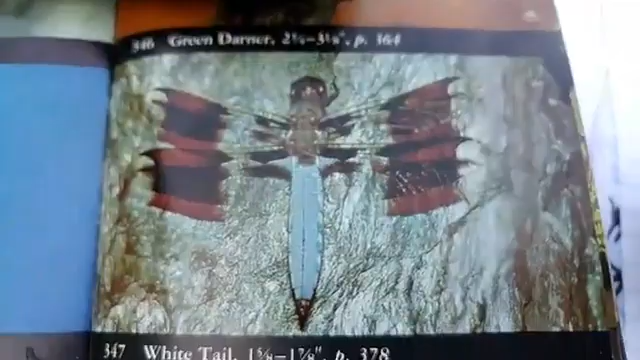 346 Green Darner, 2¾–3⅛", p. 364
347 White Tail, 1⅝–1⅞", p. 378